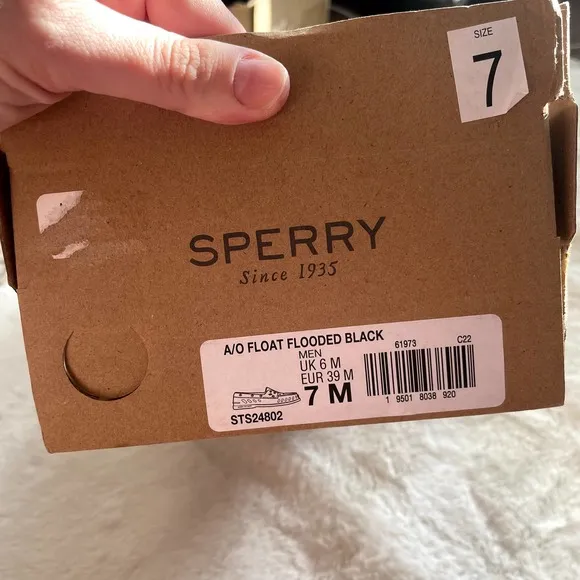 SIZE
7
SPERRY
Since 1935
A/O FLOAT FLOODED BLACK
MEN
UK 6 M
EUR 39 M
7 M
61973 C22
1 9501 8038 920
STS24802